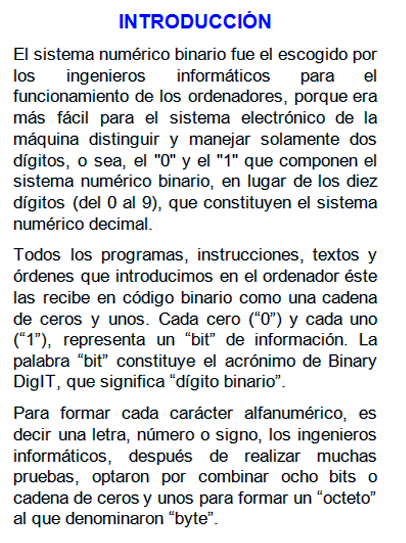 INTRODUCCIÓN
El sistema numérico binario fue el escogido por
los ingenieros informáticos para el
funcionamiento de los ordenadores, porque era
más fácil para el sistema electrónico de la
máquina distinguir y manejar solamente dos
dígitos, o sea, el "0" y el "1" que componen el
sistema numérico binario, en lugar de los diez
dígitos (del 0 al 9), que constituyen el sistema
numérico decimal.
Todos los programas, instrucciones, textos y
órdenes que introducimos en el ordenador éste
las recibe en código binario como una cadena
de ceros y unos. Cada cero (“0”) y cada uno
(“1”), representa un “bit” de información. La
palabra “bit” constituye el acrónimo de Binary
DigIT, que significa “dígito binario”.
Para formar cada carácter alfanumérico, es
decir una letra, número o signo, los ingenieros
informáticos, después de realizar muchas
pruebas, optaron por combinar ocho bits o
cadena de ceros y unos para formar un “octeto”
al que denominaron “byte”.